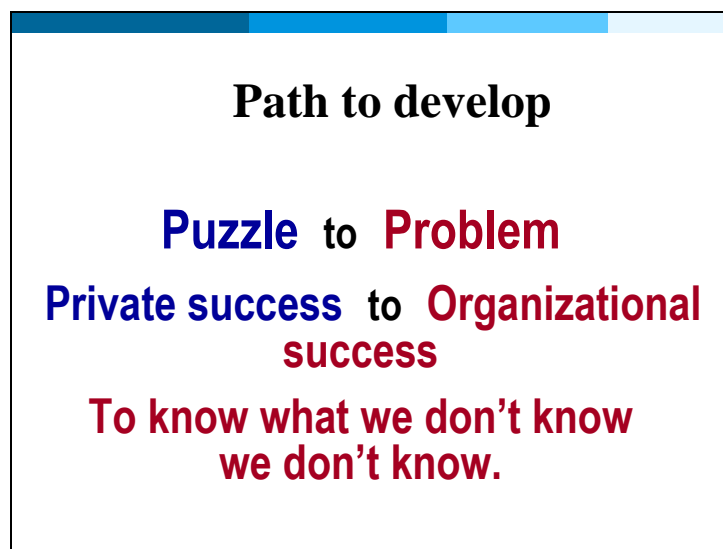 Path to develop
Puzzle to Problem
Private success to Organizational
success
To know what we don’t know
we don’t know.